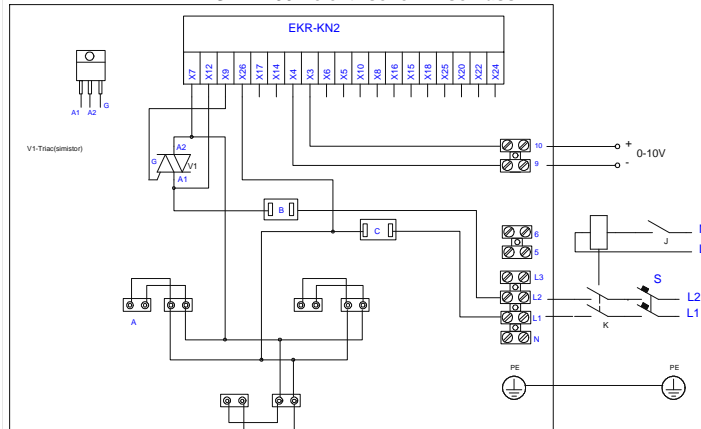 EKR-KN2
X7 X12 X9 X26 X17 X14 X4 X3 X6 X5 X10 X8 X16 X15 X18 X25 X20 X22 X24
A1 A2 G
V1-Triac(simistor)
A2
G
V1
A1
10
+
0-10V
9
-
B
C
6
5
J
L3
S
L2
L2
L1
L1
K
N
A
PE
PE